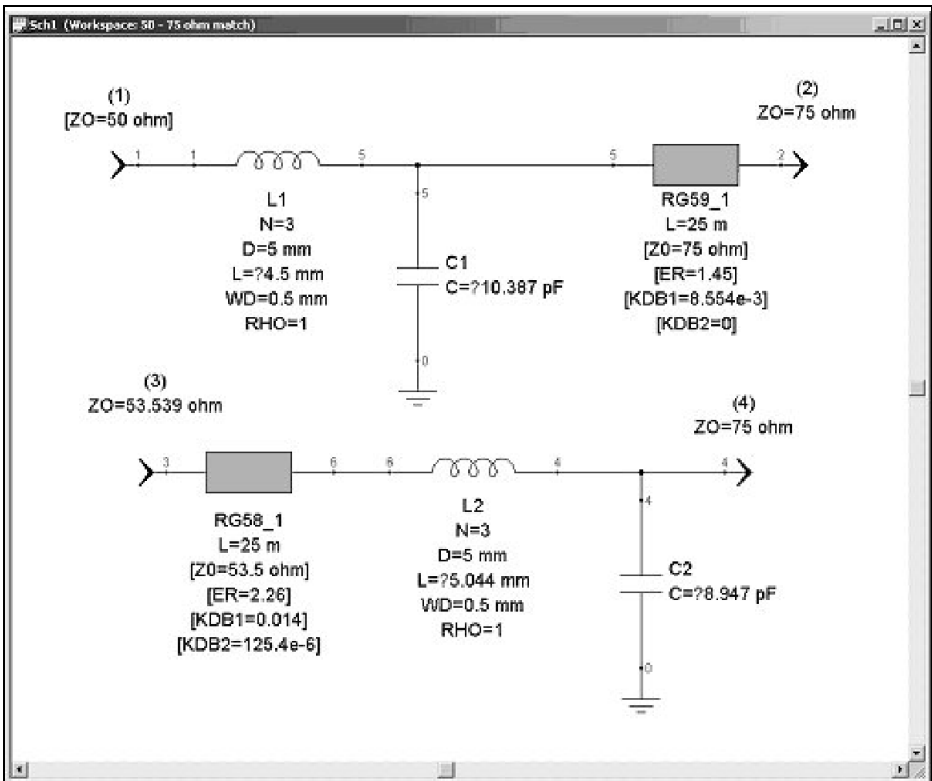 Sch1 (Workspace: 50 - 75 ohm match)
(1)
[ZO=50 ohm]
(2)
ZO=75 ohm
1 1 5 5 2
L1
N=3
D=5 mm
L=?4.5 mm
WD=0.5 mm
RHO=1
5
C1
C=?10.387 pF
0
RG59_1
L=25 m
[Z0=75 ohm]
[ER=1.45]
[KDB1=8.554e-3]
[KDB2=0]
(3)
ZO=53.539 ohm
(4)
ZO=75 ohm
3 6 6 4 4
RG58_1
L=25 m
[Z0=53.5 ohm]
[ER=2.26]
[KDB1=0.014]
[KDB2=125.4e-6]
L2
N=3
D=5 mm
L=?5.044 mm
WD=0.5 mm
RHO=1
4
C2
C=?8.947 pF
0